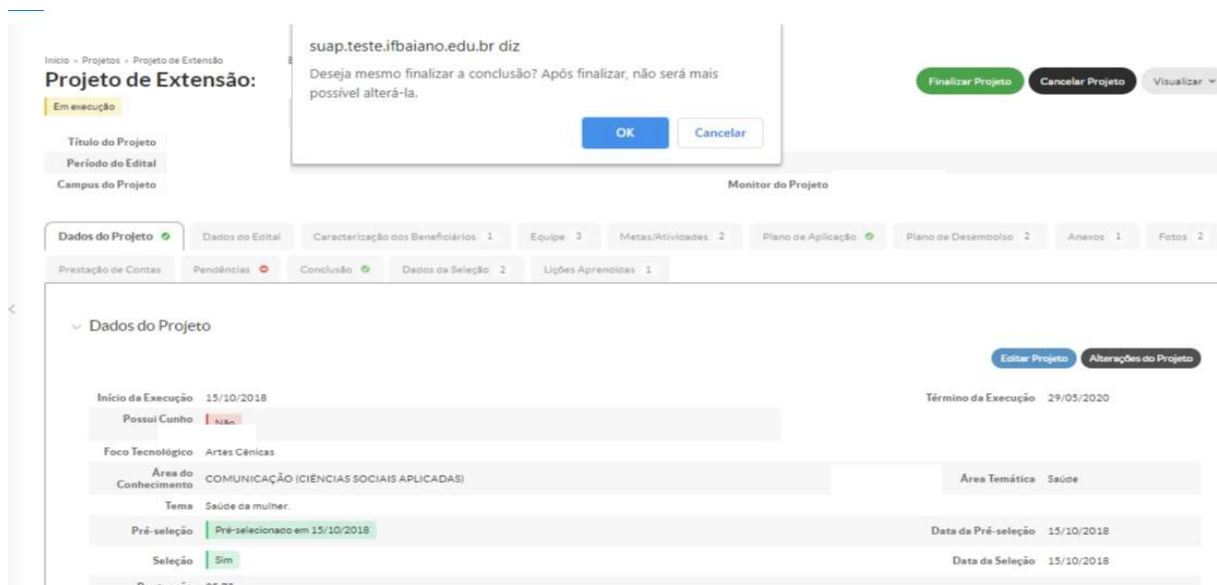 suap.teste.ifbaiano.edu.br diz
Deseja mesmo finalizar a conclusão? Após finalizar, não será mais
possível alterá-la.
OK Cancelar
Início » Projetos » Projeto de Extensão
Projeto de Extensão:
Finalizar Projeto Cancelar Projeto Visualizar
Em execução
Título do Projeto
Período do Edital
Campus do Projeto Monitor do Projeto
Dados do Projeto Dados do Edital Caracterização dos Beneficiários 1 Equipe 3 Metas/Atividades 2 Plano de Aplicação Plano de Desembolso 2 Anexos 1 Fotos 2
Prestação de Contas Pendências Conclusão Dados da Seleção 2 Lições Aprendidas 1
Dados do Projeto
Editar Projeto Alterações do Projeto
Início da Execução 15/10/2018 Término da Execução 29/05/2020
Possui Cunho Não
Foco Tecnológico Artes Cênicas
Área do
Conhecimento COMUNICAÇÃO (CIÊNCIAS SOCIAIS APLICADAS) Área Temática Saúde
Tema Saúde da mulher.
Pré-seleção Pré-selecionado em 15/10/2018 Data da Pré-seleção 15/10/2018
Seleção Sim Data da Seleção 15/10/2018